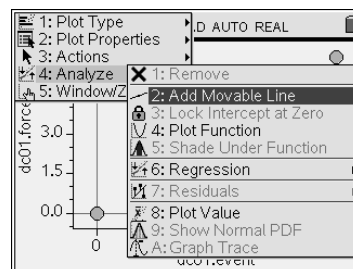 1: Plot Type
2: Plot Properties
3: Actions
4: Analyze
5: Window/Z
D AUTO REAL
1: Remove
2: Add Movable Line
3: Lock Intercept at Zero
4: Plot Function
5: Shade Under Function
6: Regression
7: Residuals
8: Plot Value
9: Show Normal PDF
A: Graph Trace
dc01.force
3.0
1.5
0.0
0
dc01.event